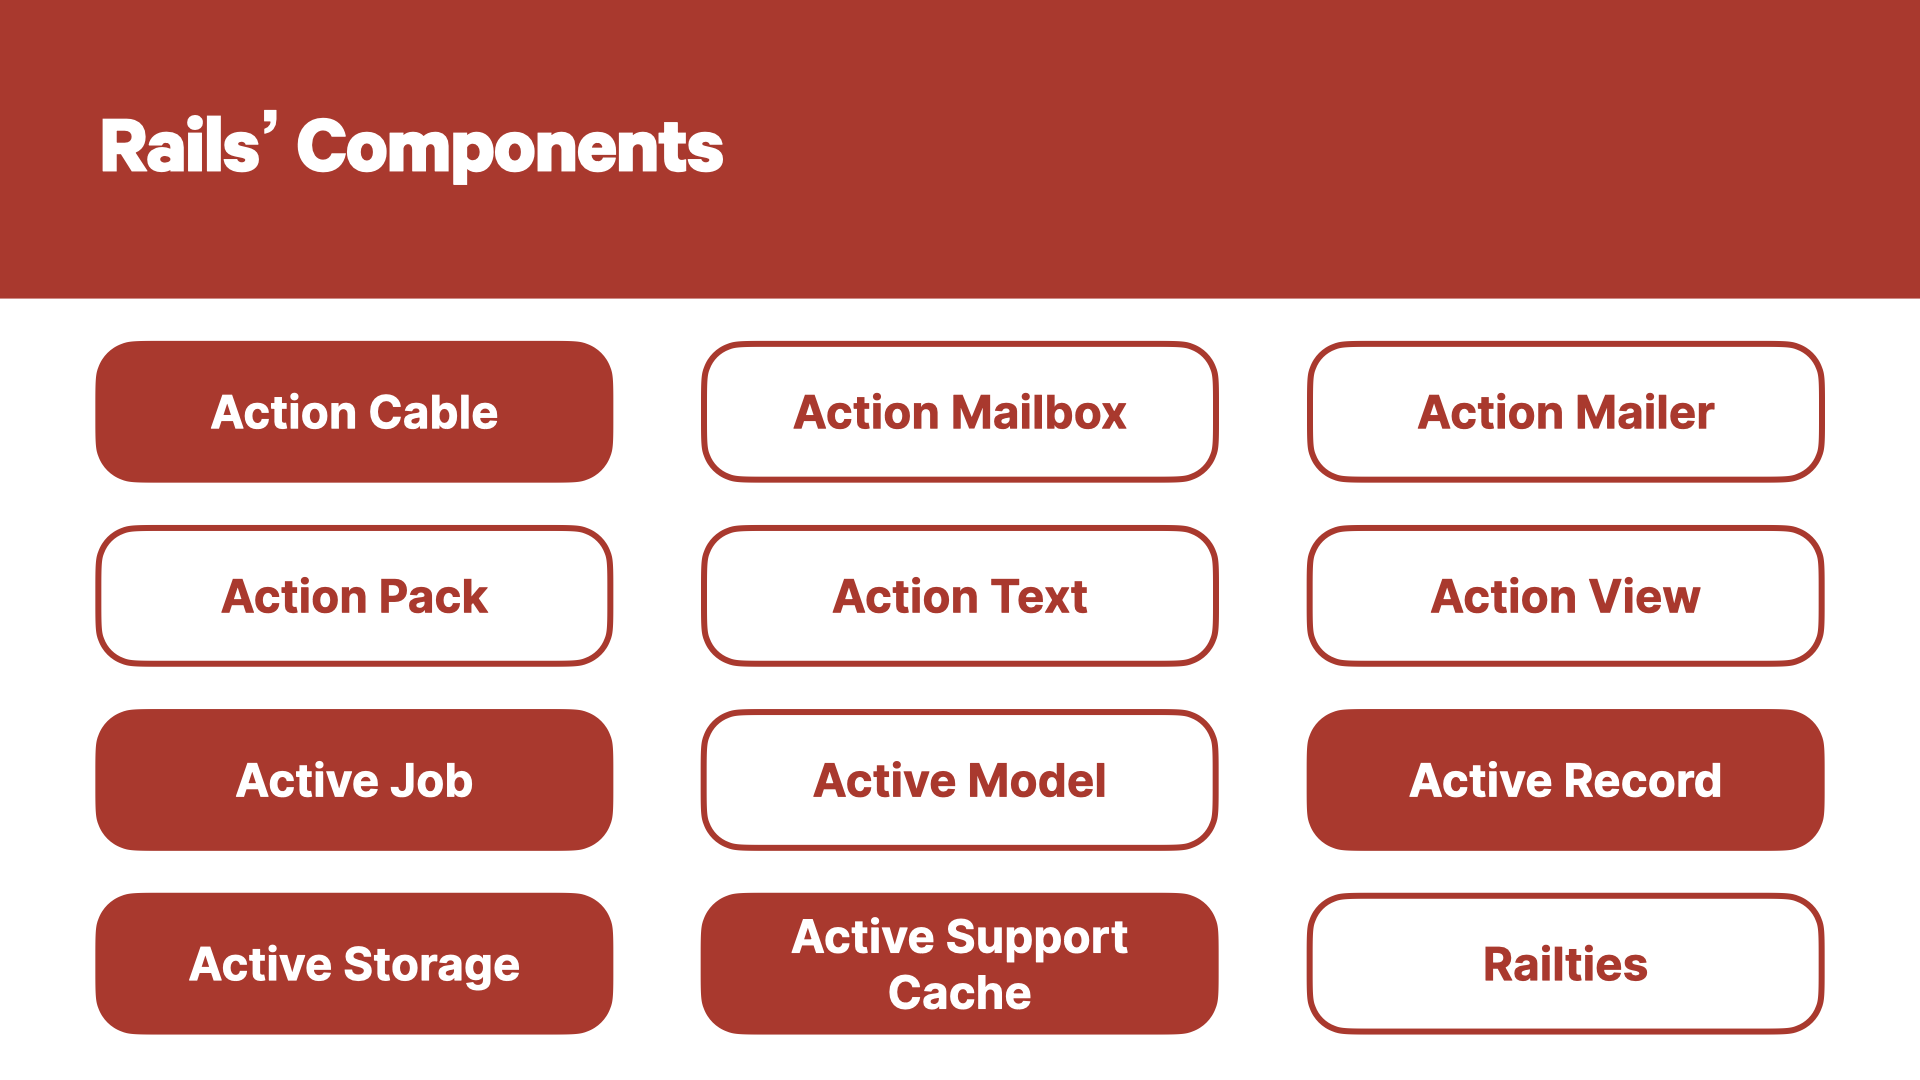 Rails’ Components
Action Cable
Action Mailbox
Action Mailer
Action Pack
Action Text
Action View
Active Job
Active Model
Active Record
Active Storage
Active Support
Cache
Railties